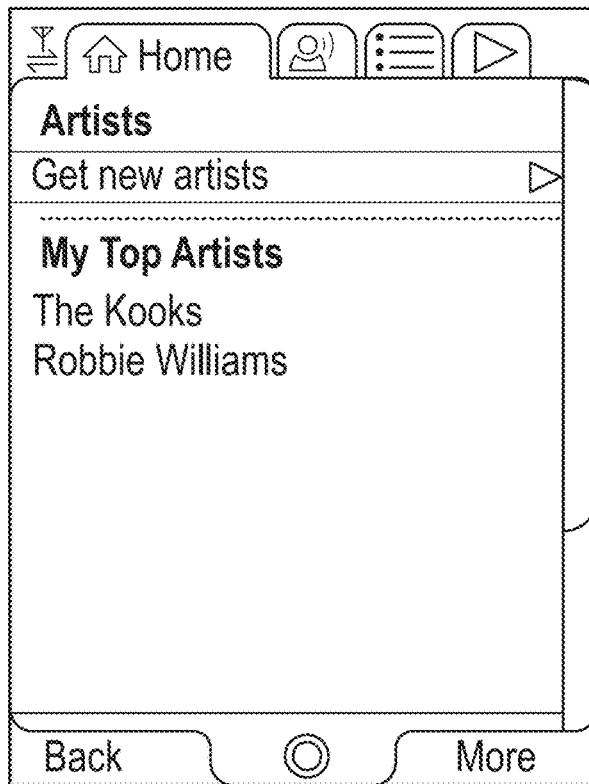 Home
Artists
Get new artists
My Top Artists
The Kooks
Robbie Williams
Back More